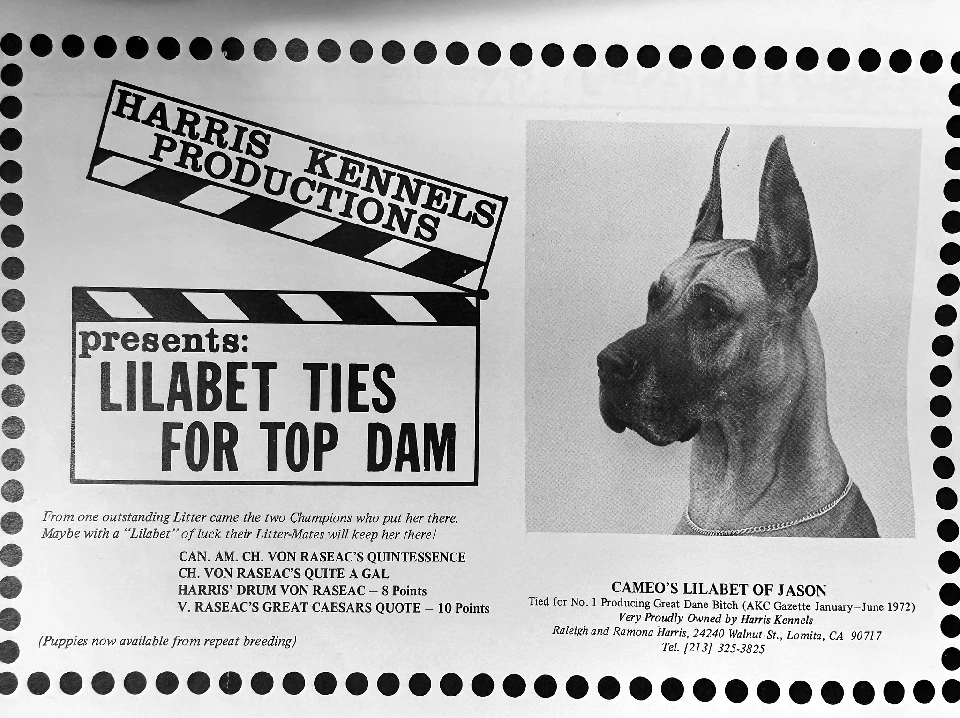 HARRIS KENNELS
PRODUCTIONS
presents:
LILABET TIES
FOR TOP DAM
From one outstanding Litter came the two Champions who put her there.
Maybe with a "Lilabet" of luck their Litter-Mates will keep her there!
CAN. AM. CH. VON RASEAC'S QUINTESSENCE
CH. VON RASEAC'S QUITE A GAL
HARRIS' DRUM VON RASEAC – 8 Points
V. RASEAC'S GREAT CAESARS QUOTE – 10 Points
(Puppies now available from repeat breeding)
CAMEO'S LILABET OF JASON
Tied for No. 1 Producing Great Dane Bitch (AKC Gazette January–June 1972)
Very Proudly Owned by Harris Kennels
Raleigh and Ramona Harris, 24240 Walnut St., Lomita, CA 90717
Tel. [213] 325-3825